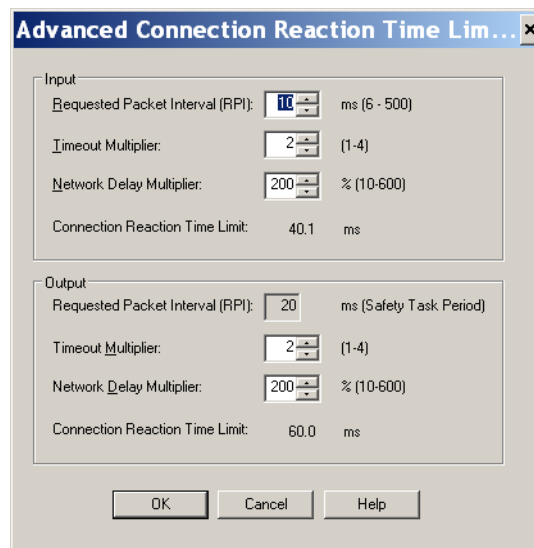 Advanced Connection Reaction Time Lim...
Input
Requested Packet Interval (RPI): 10 ms (6 - 500)
Timeout Multiplier: 2 (1-4)
Network Delay Multiplier: 200 % (10-600)
Connection Reaction Time Limit: 40.1 ms
Output
Requested Packet Interval (RPI): 20 ms (Safety Task Period)
Timeout Multiplier: 2 (1-4)
Network Delay Multiplier: 200 % (10-600)
Connection Reaction Time Limit: 60.0 ms
OK Cancel Help